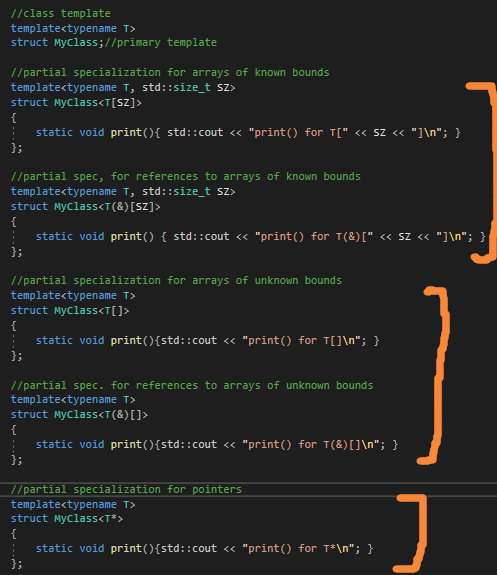 //class template
template<typename T>
struct MyClass;//primary template
//partial specialization for arrays of known bounds
template<typename T, std::size_t SZ>
struct MyClass<T[SZ]>
{
    static void print(){ std::cout << "print() for T[" << SZ << "]\n"; }
};
//partial spec, for references to arrays of known bounds
template<typename T, std::size_t SZ>
struct MyClass<T(&)[SZ]>
{
    static void print() { std::cout << "print() for T(&)[" << SZ << "]\n"; }
};
//partial specialization for arrays of unknown bounds
template<typename T>
struct MyClass<T[]>
{
    static void print(){std::cout << "print() for T[]\n"; }
};
//partial spec. for references to arrays of unknown bounds
template<typename T>
struct MyClass<T(&)[]>
{
    static void print(){std::cout << "print() for T(&)[]\n"; }
};
//partial specialization for pointers
template<typename T>
struct MyClass<T*>
{
    static void print(){std::cout << "print() for T*\n"; }
};